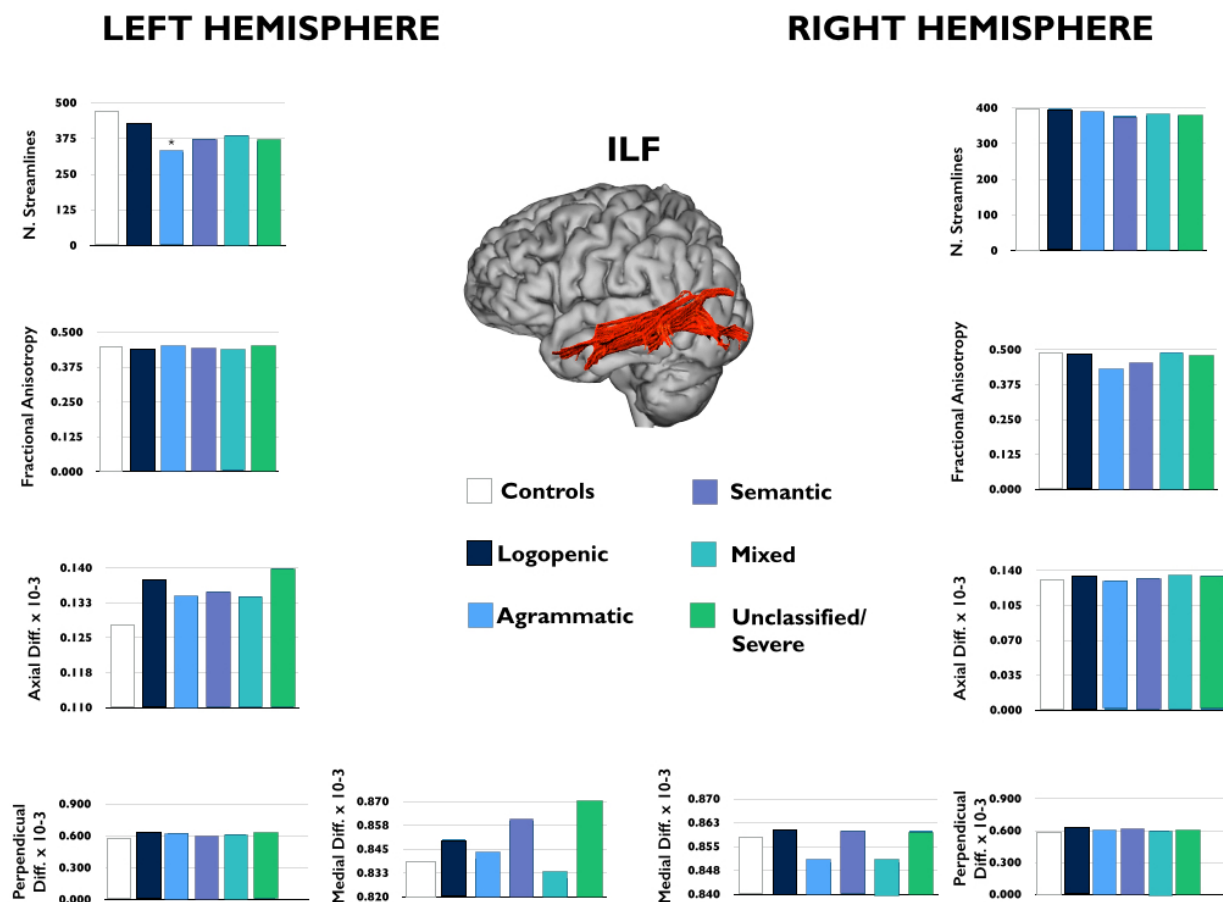 LEFT HEMISPHERE
RIGHT HEMISPHERE
N. Streamlines
500
375
250
125
0
*
ILF
N. Streamlines
400
300
200
100
0
Fractional Anisotropy
0.500
0.375
0.250
0.125
0.000
Fractional Anisotropy
0.500
0.375
0.250
0.125
0.000
Controls
Semantic
Logopenic
Mixed
Agrammatic
Unclassified/
Severe
Axial Diff. x 10-3
0.140
0.133
0.125
0.118
0.110
Axial Diff. x 10-3
0.140
0.105
0.070
0.035
0.000
Perpendicual
Diff. x 10-3
0.900
0.600
0.300
0.000
Medial Diff. x 10-3
0.870
0.858
0.845
0.833
0.820
Medial Diff. x 10-3
0.870
0.863
0.855
0.848
0.840
Perpendicual
Diff. x 10-3
0.900
0.600
0.300
0.000